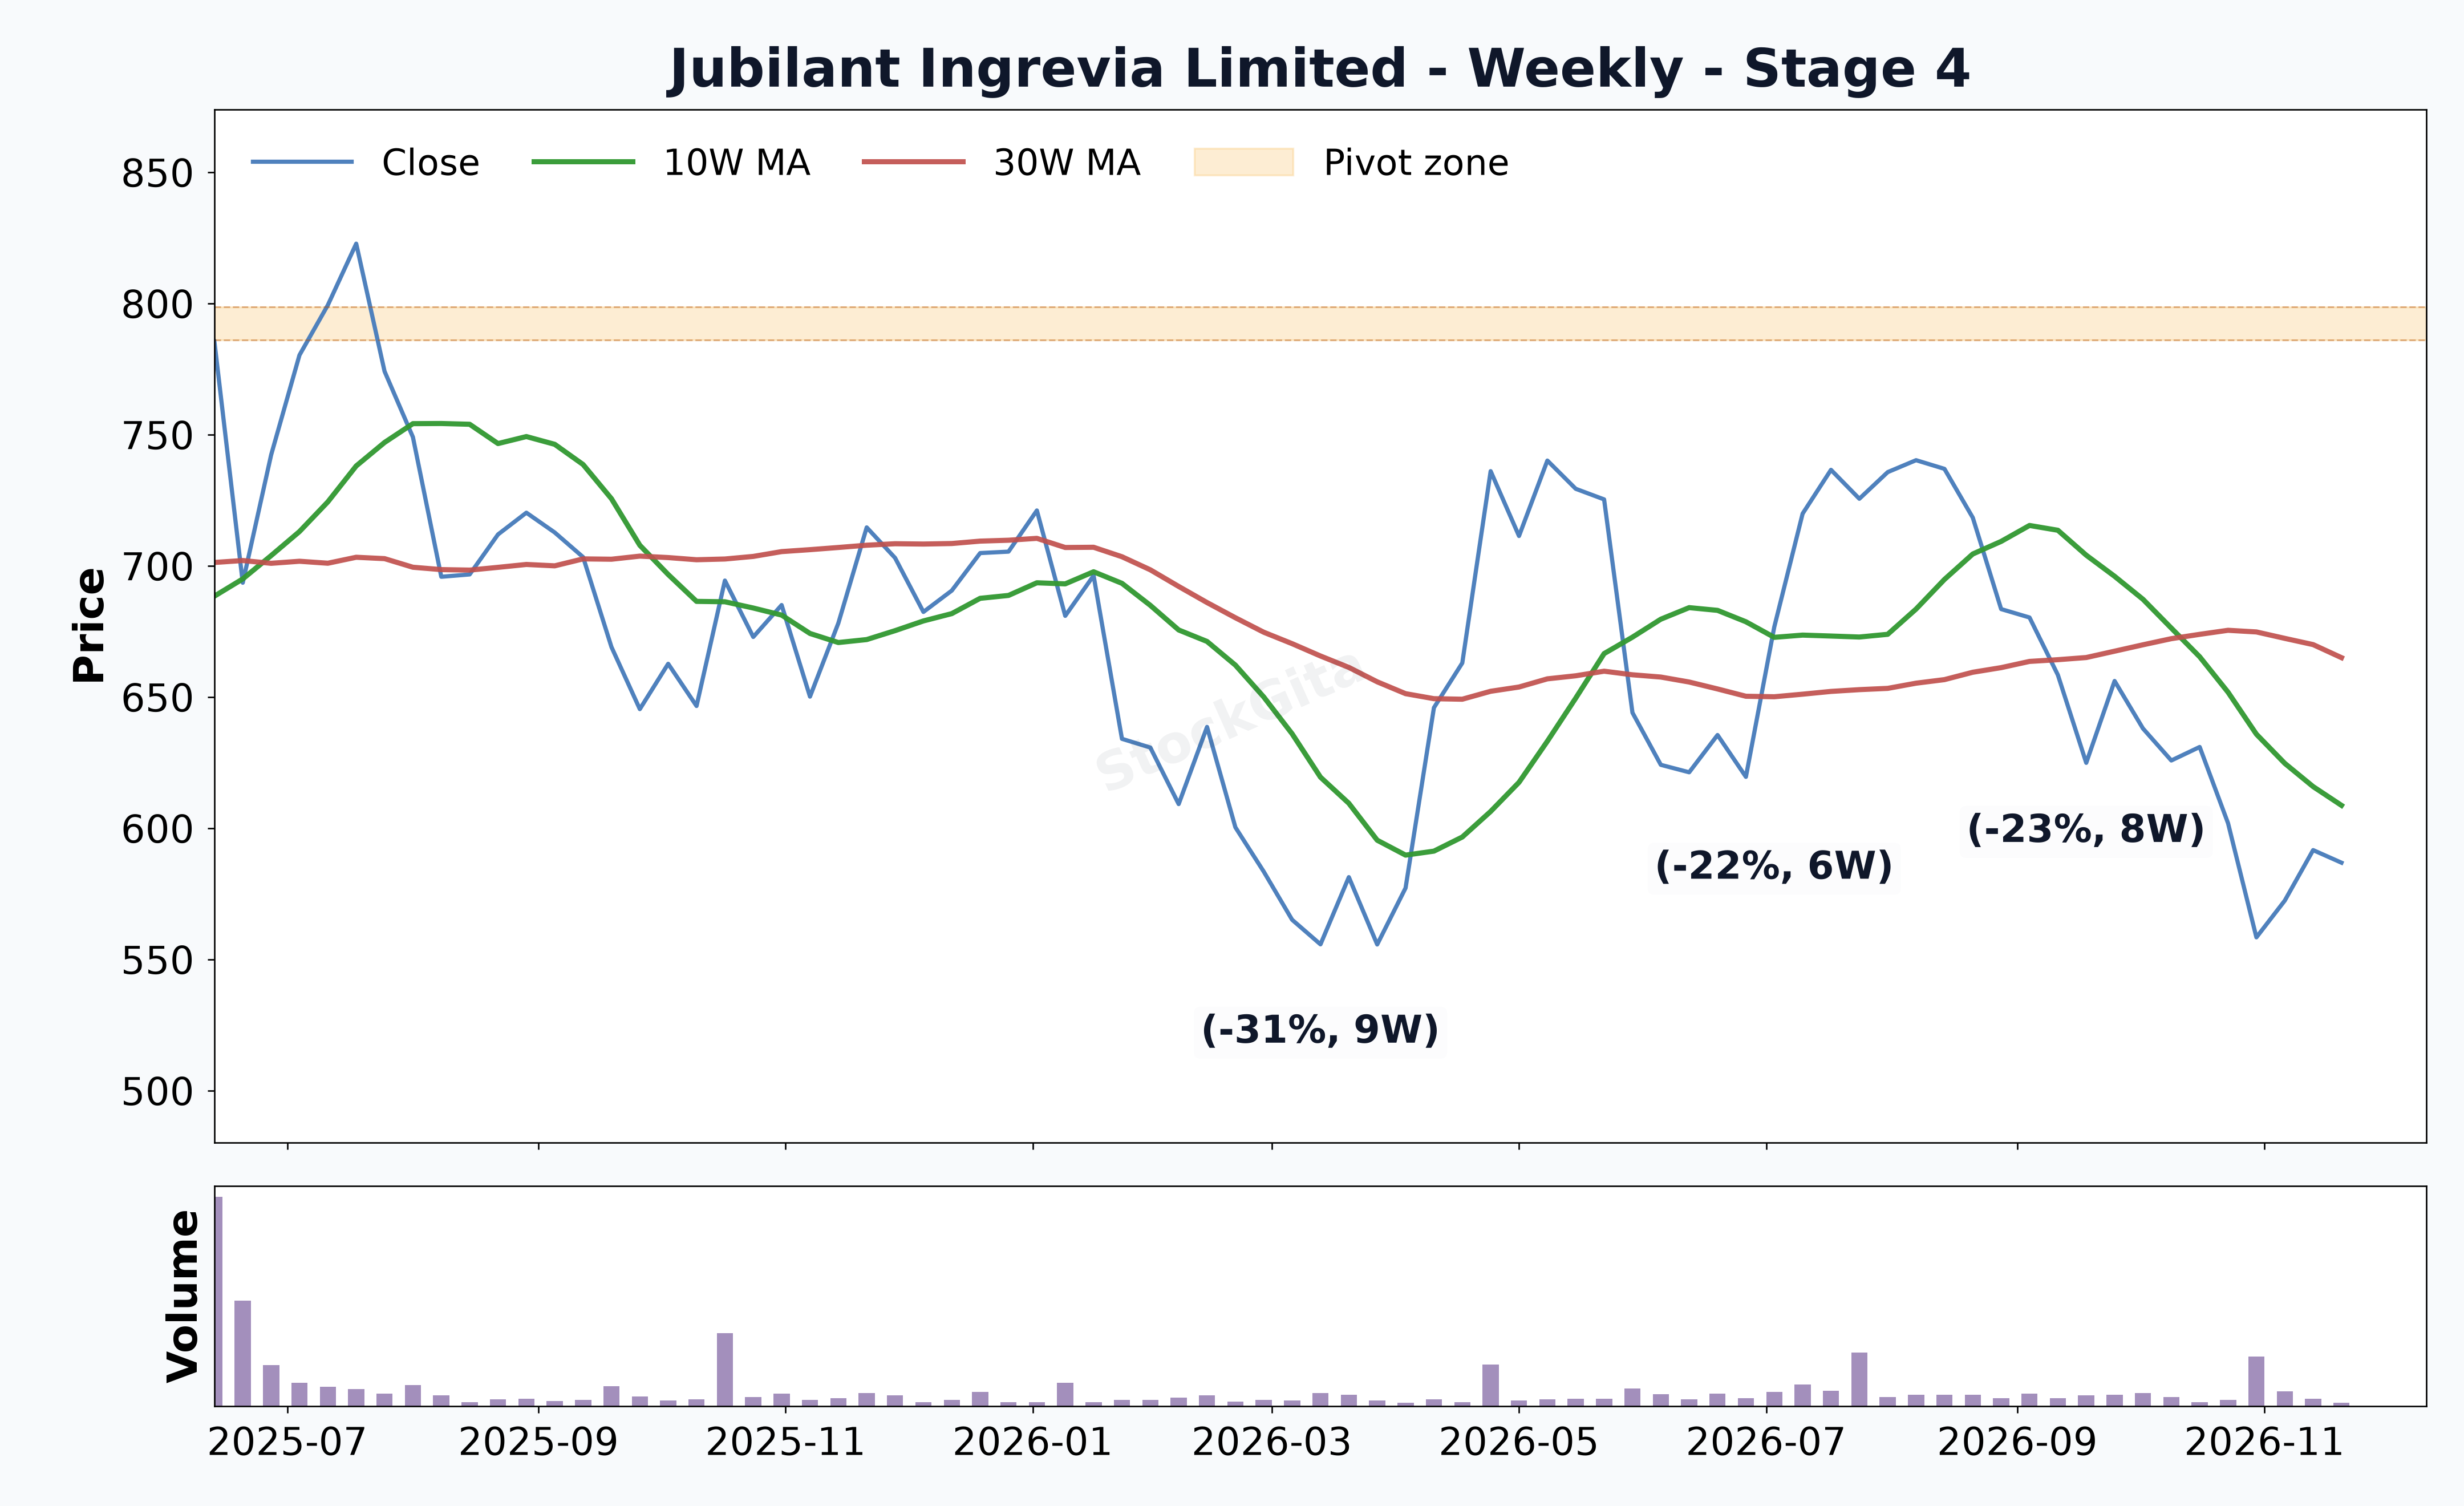 Jubilant Ingrevia Limited - Weekly - Stage 4
Close 10W MA 30W MA Pivot zone
850
800
750
700
650
600
550
500
Price
StockGita
(-31%, 9W)
(-22%, 6W)
(-23%, 8W)
Volume
2025-07 2025-09 2025-11 2026-01 2026-03 2026-05 2026-07 2026-09 2026-11